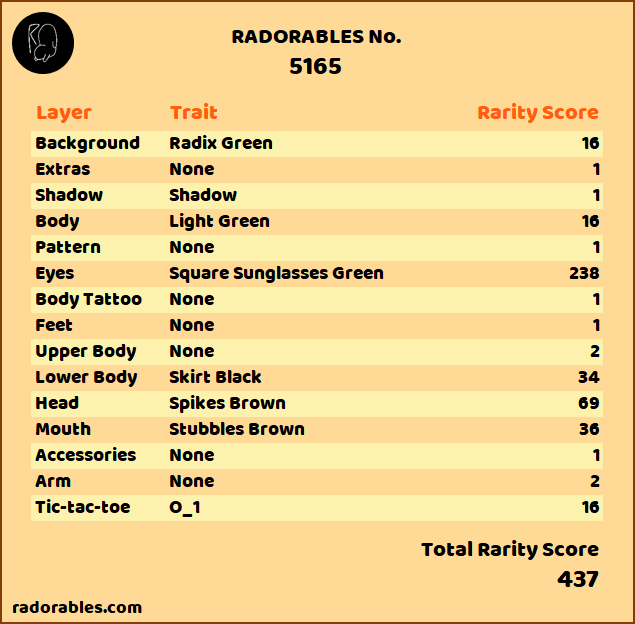 RADORABLES No.
5165
Layer Trait Rarity Score
Background Radix Green 16
Extras None 1
Shadow Shadow 1
Body Light Green 16
Pattern None 1
Eyes Square Sunglasses Green 238
Body Tattoo None 1
Feet None 1
Upper Body None 2
Lower Body Skirt Black 34
Head Spikes Brown 69
Mouth Stubbles Brown 36
Accessories None 1
Arm None 2
Tic-tac-toe O_1 16
Total Rarity Score
437
radorables.com